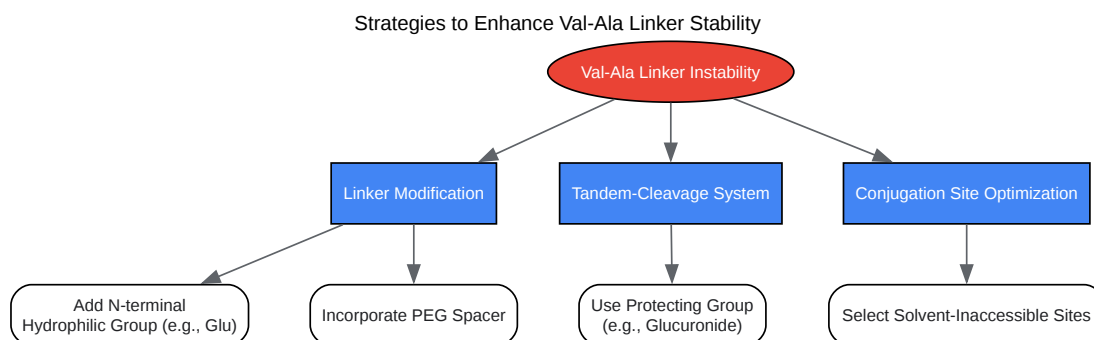 Strategies to Enhance Val-Ala Linker Stability
Val-Ala Linker Instability
Linker Modification
Tandem-Cleavage System
Conjugation Site Optimization
Add N-terminal
Hydrophilic Group (e.g., Glu)
Incorporate PEG Spacer
Use Protecting Group
(e.g., Glucuronide)
Select Solvent-Inaccessible Sites